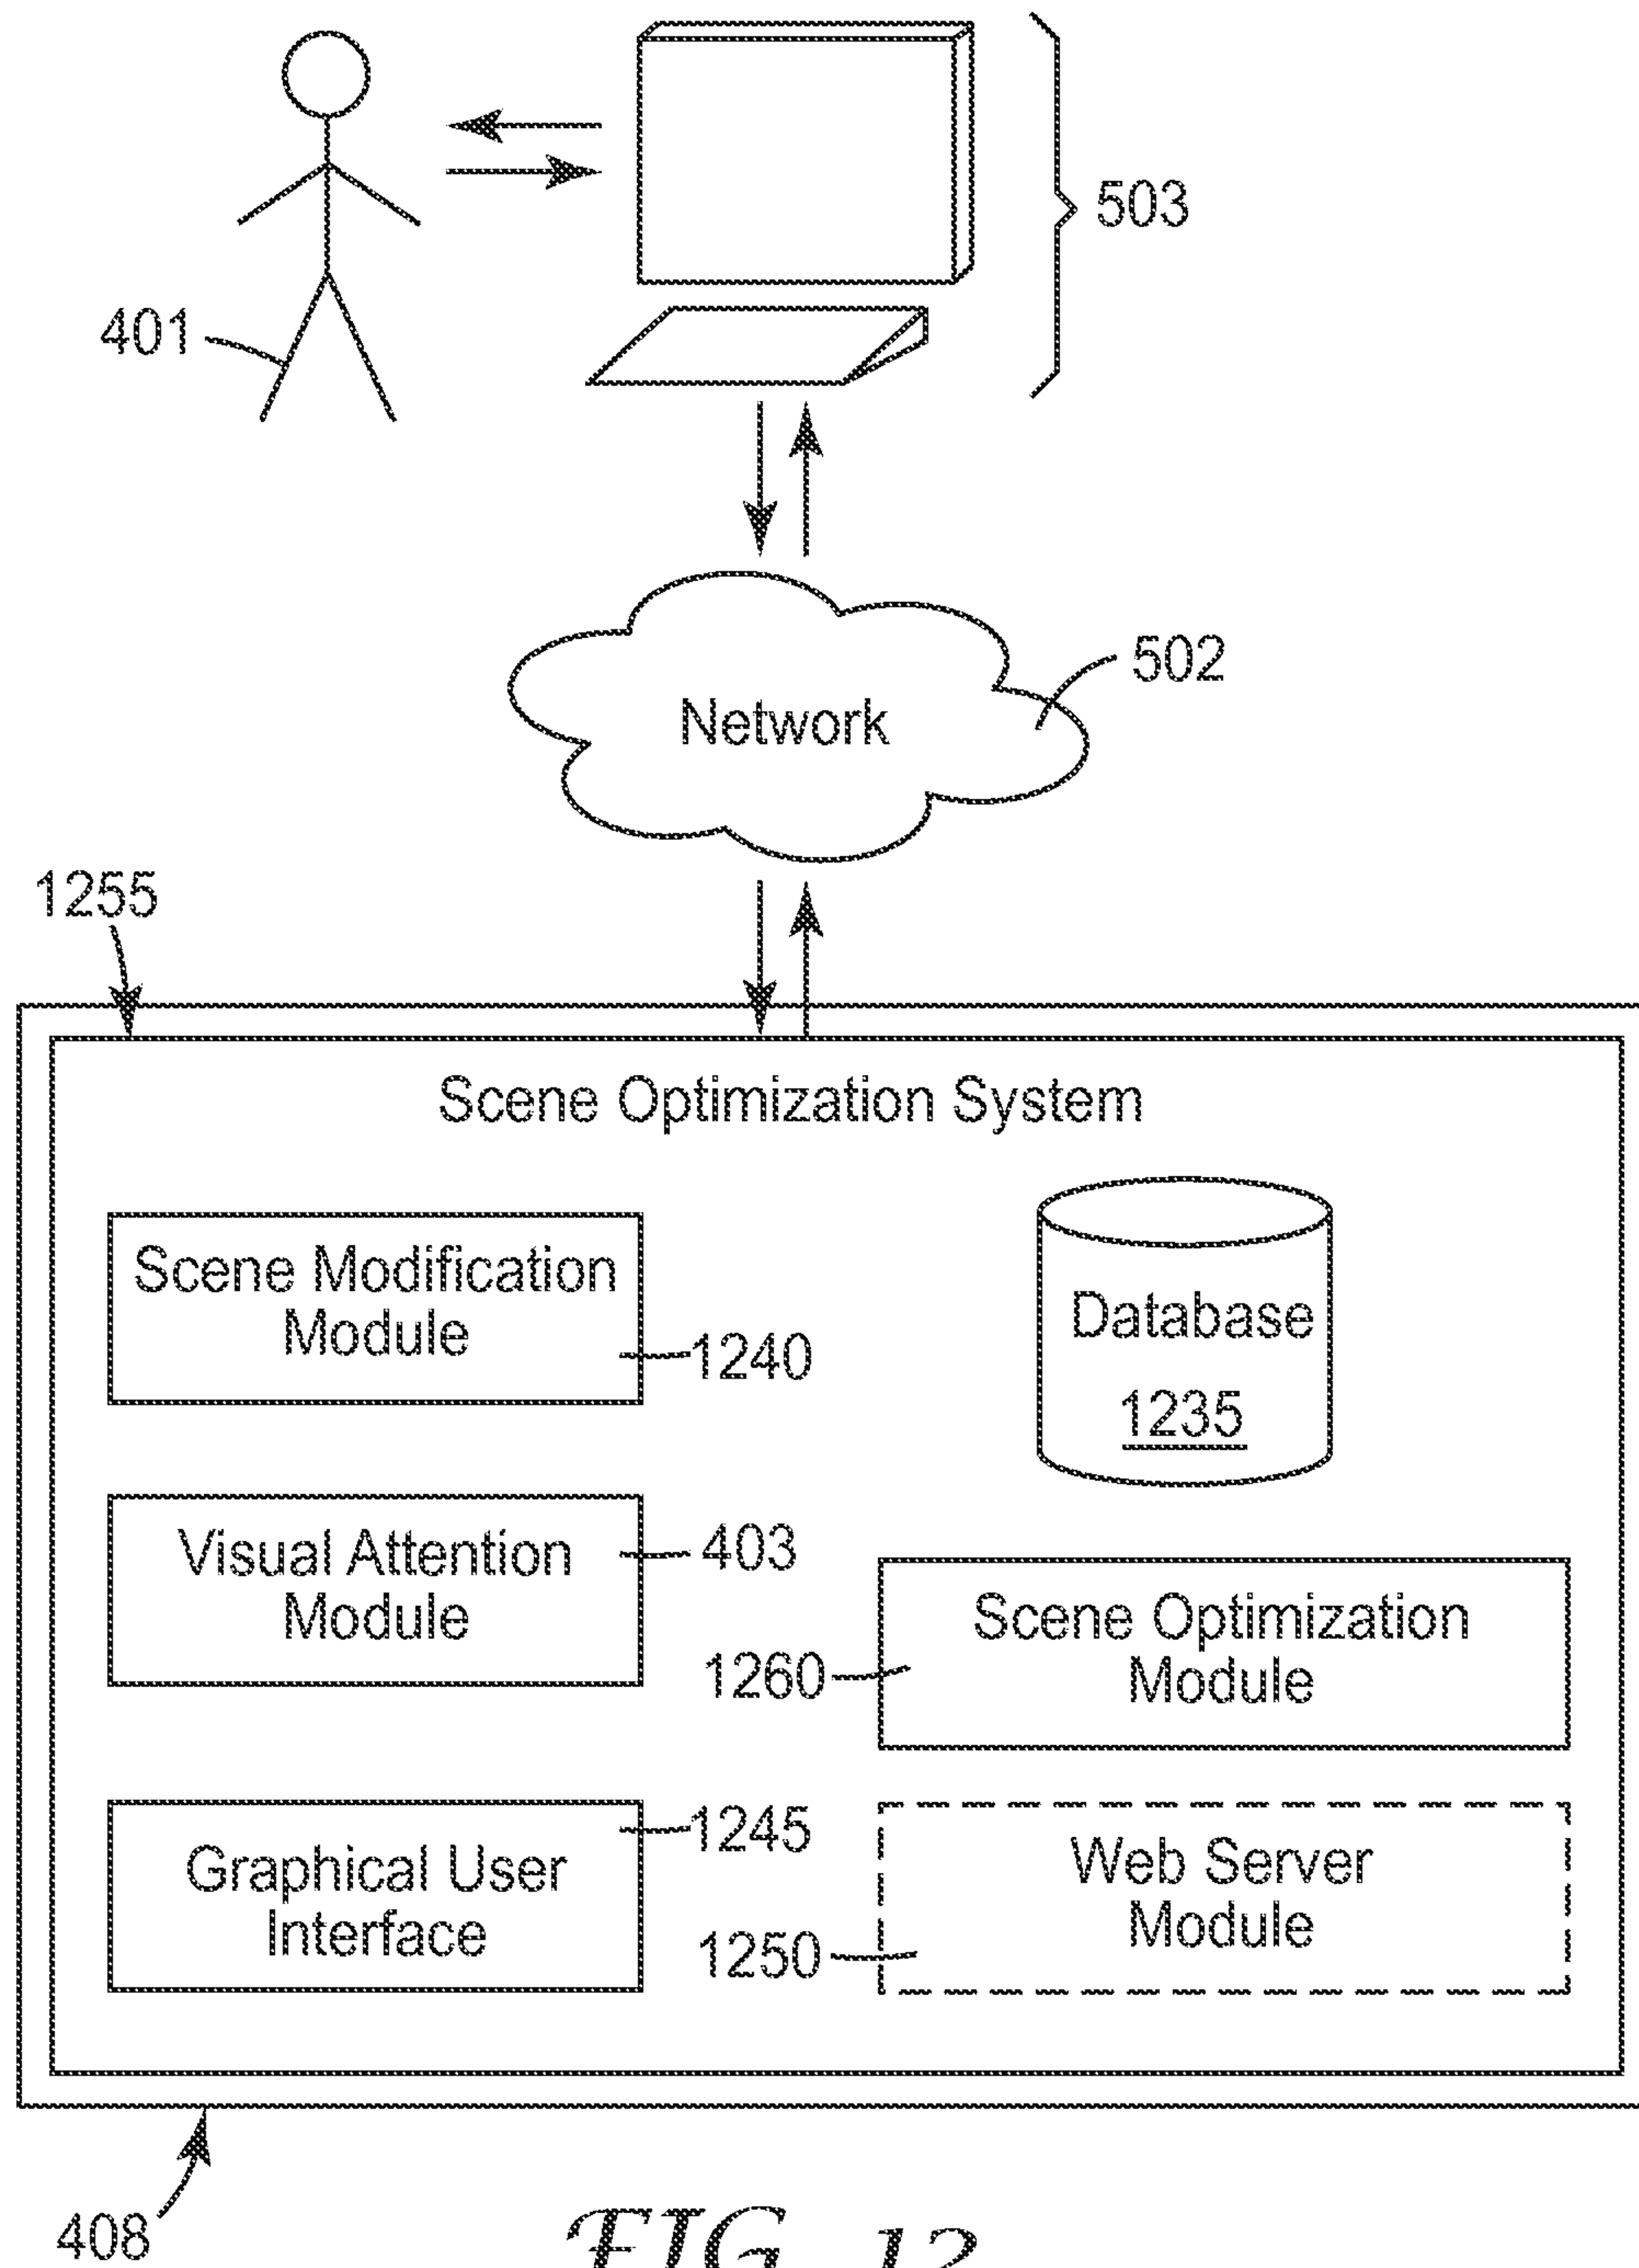 503
401
Network
502
1255
Scene Optimization System
Scene Modification
Module
1240
Database
1235
Visual Attention
Module
403
Scene Optimization
Module
1260
Graphical User
Interface
1245
Web Server
Module
1250
408
FIG. 12